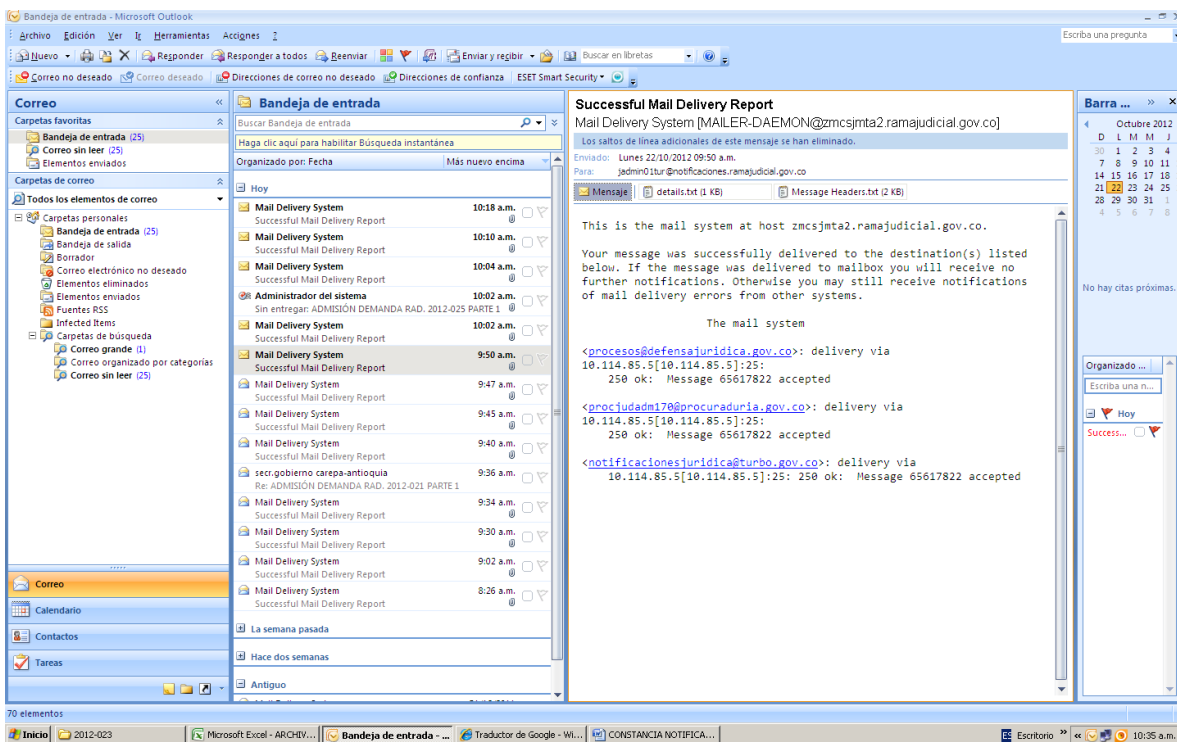 Bandeja de entrada - Microsoft Outlook
Archivo Edición Ver Ir Herramientas Acciones ?
Escriba una pregunta
Nuevo Responder Responder a todos Reenviar Enviar y recibir Buscar en libretas
Correo no deseado Correo deseado Direcciones de correo no deseado Direcciones de confianza ESET Smart Security
Correo «
Carpetas favoritas
Bandeja de entrada (25)
Correo sin leer (25)
Elementos enviados
Carpetas de correo
Todos los elementos de correo
Carpetas personales
Bandeja de entrada (25)
Bandeja de salida
Borrador
Correo electrónico no deseado
Elementos eliminados
Elementos enviados
Fuentes RSS
Infected Items
Carpetas de búsqueda
Correo grande (1)
Correo organizado por categorías
Correo sin leer (25)
Correo
Calendario
Contactos
Tareas
Bandeja de entrada
Buscar Bandeja de entrada
Haga clic aquí para habilitar Búsqueda instantánea
Organizado por: Fecha Más nuevo encima
Hoy
Mail Delivery System 10:18 a.m.
Successful Mail Delivery Report
Mail Delivery System 10:10 a.m.
Successful Mail Delivery Report
Mail Delivery System 10:04 a.m.
Successful Mail Delivery Report
Administrador del sistema 10:02 a.m.
Sin entregar: ADMISIÓN DEMANDA RAD. 2012-025 PARTE 1
Mail Delivery System 10:02 a.m.
Successful Mail Delivery Report
Mail Delivery System 9:50 a.m.
Successful Mail Delivery Report
Mail Delivery System 9:47 a.m.
Successful Mail Delivery Report
Mail Delivery System 9:45 a.m.
Successful Mail Delivery Report
Mail Delivery System 9:40 a.m.
Successful Mail Delivery Report
secr.gobierno carepa-antioquia 9:36 a.m.
Re: ADMISIÓN DEMANDA RAD. 2012-021 PARTE 1
Mail Delivery System 9:34 a.m.
Successful Mail Delivery Report
Mail Delivery System 9:30 a.m.
Successful Mail Delivery Report
Mail Delivery System 9:02 a.m.
Successful Mail Delivery Report
Mail Delivery System 8:26 a.m.
Successful Mail Delivery Report
La semana pasada
Hace dos semanas
Antiguo
Successful Mail Delivery Report
Mail Delivery System [MAILER-DAEMON@zmcsjmta2.ramajudicial.gov.co]
Los saltos de línea adicionales de este mensaje se han eliminado.
Enviado: Lunes 22/10/2012 09:50 a.m.
Para: jadmin01tur@notificaciones.ramajudicial.gov.co
Mensaje details.txt (1 KB) Message Headers.txt (2 KB)
This is the mail system at host zmcsjmta2.ramajudicial.gov.co.
Your message was successfully delivered to the destination(s) listed
below. If the message was delivered to mailbox you will receive no
further notifications. Otherwise you may still receive notifications
of mail delivery errors from other systems.
The mail system
<procesos@defensajuridica.gov.co>: delivery via
10.114.85.5[10.114.85.5]:25:
250 ok: Message 65617822 accepted
<procjudadm170@procuraduria.gov.co>: delivery via
10.114.85.5[10.114.85.5]:25:
250 ok: Message 65617822 accepted
<notificacionesjuridica@turbo.gov.co>: delivery via
10.114.85.5[10.114.85.5]:25: 250 ok: Message 65617822 accepted
Barra ... » ×
Octubre 2012
D L M M J
30 1 2 3 4
7 8 9 10 11
14 15 16 17 18
21 22 23 24 25
28 29 30 31 1
4 5 6 7 8
No hay citas próximas.
Organizado ...
Escriba una n...
Hoy
Success...
70 elementos
Inicio 2012-023 Microsoft Excel - ARCHIV... Bandeja de entrada - ... Traductor de Google - Wi... CONSTANCIA NOTIFICA... ES Escritorio » « 10:35 a.m.